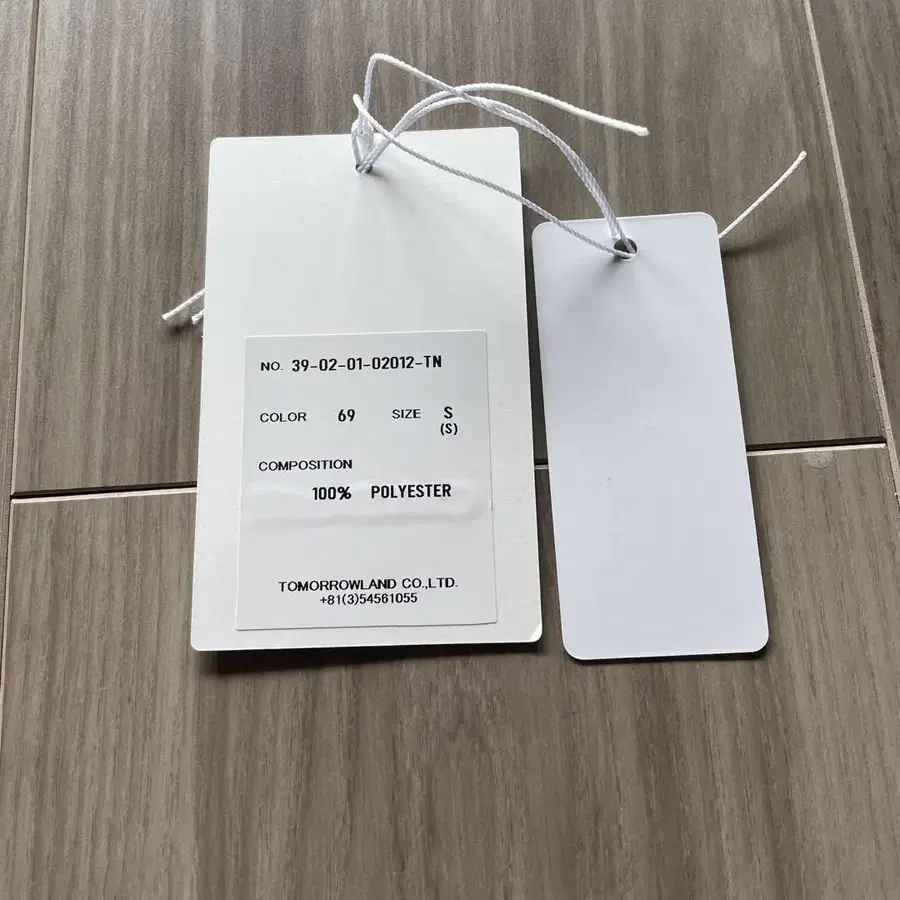 NO. 39-02-01-02012-TN
COLOR 69 SIZE S
(S)
COMPOSITION
100% POLYESTER
TOMORROWLAND CO.,LTD.
+81(3)54561055